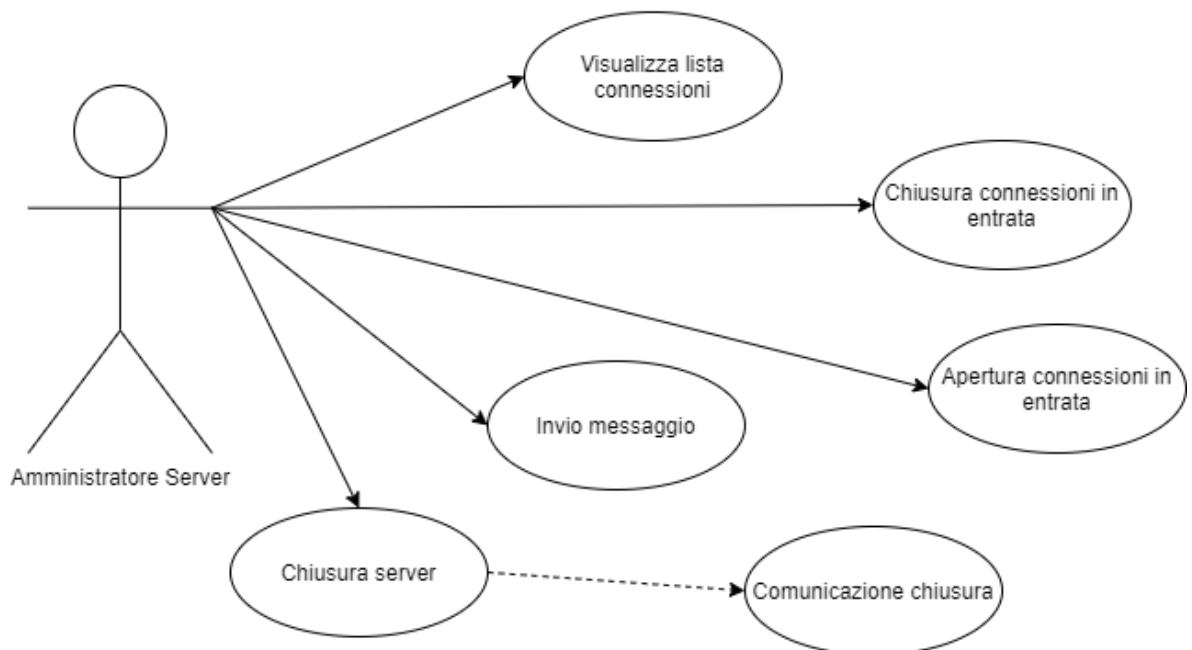 Visualizza lista
connessioni
Chiusura connessioni in
entrata
Apertura connessioni in
entrata
Invio messaggio
Amministratore Server
Chiusura server
Comunicazione chiusura